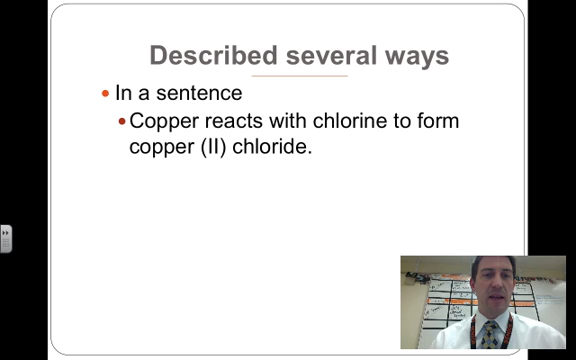 Described several ways
In a sentence
Copper reacts with chlorine to form
copper (II) chloride.